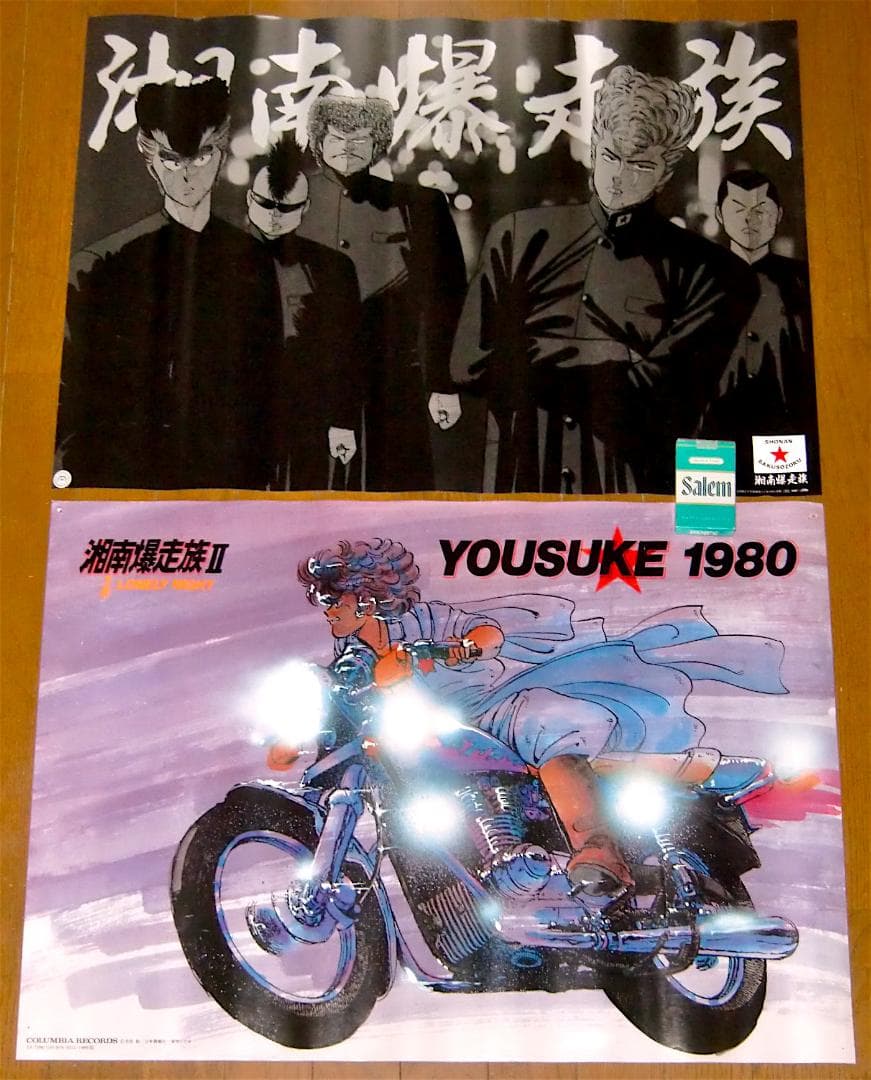 湘南爆走族
Salem
SHONAN
BAKUSOZOKU
湘南爆走族
湘南爆走族II
LONELY NIGHT
YOUSUKE 1980
COLUMBIA RECORDS